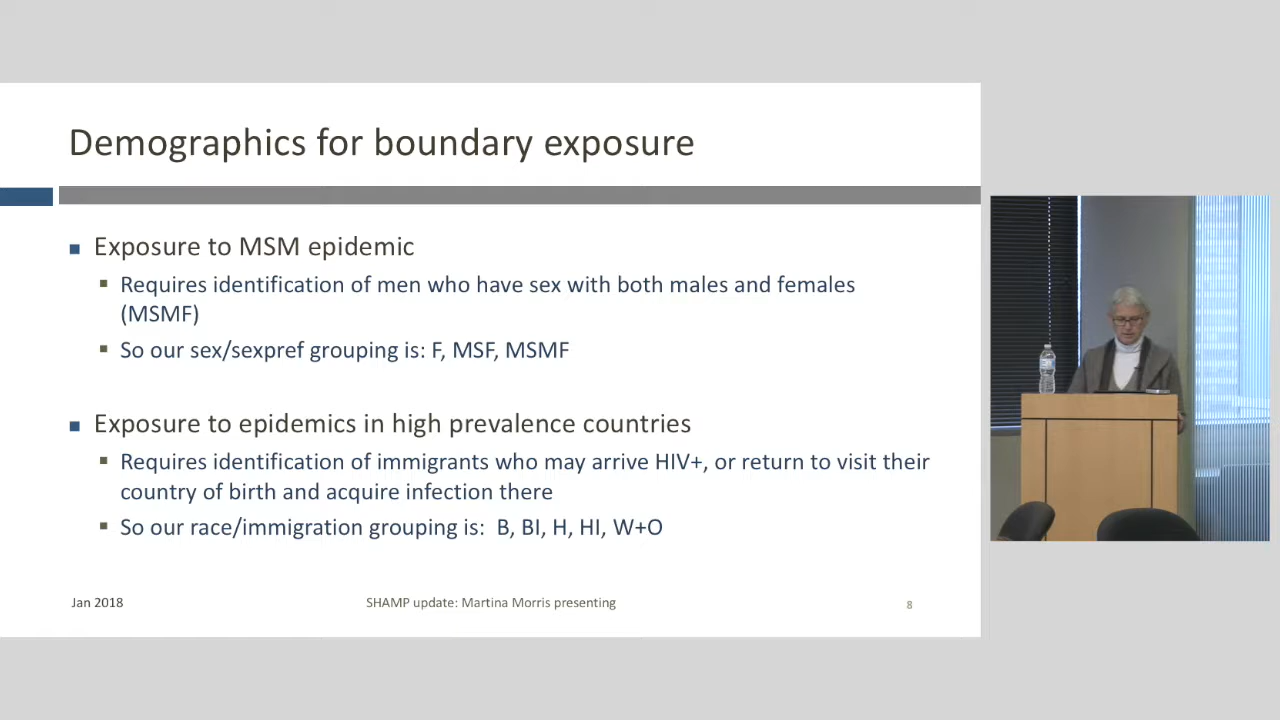 Demographics for boundary exposure
Exposure to MSM epidemic
Requires identification of men who have sex with both males and females
(MSMF)
So our sex/sexpref grouping is: F, MSF, MSMF
Exposure to epidemics in high prevalence countries
Requires identification of immigrants who may arrive HIV+, or return to visit their
country of birth and acquire infection there
So our race/immigration grouping is: B, BI, H, HI, W+O
Jan 2018
SHAMP update: Martina Morris presenting
8